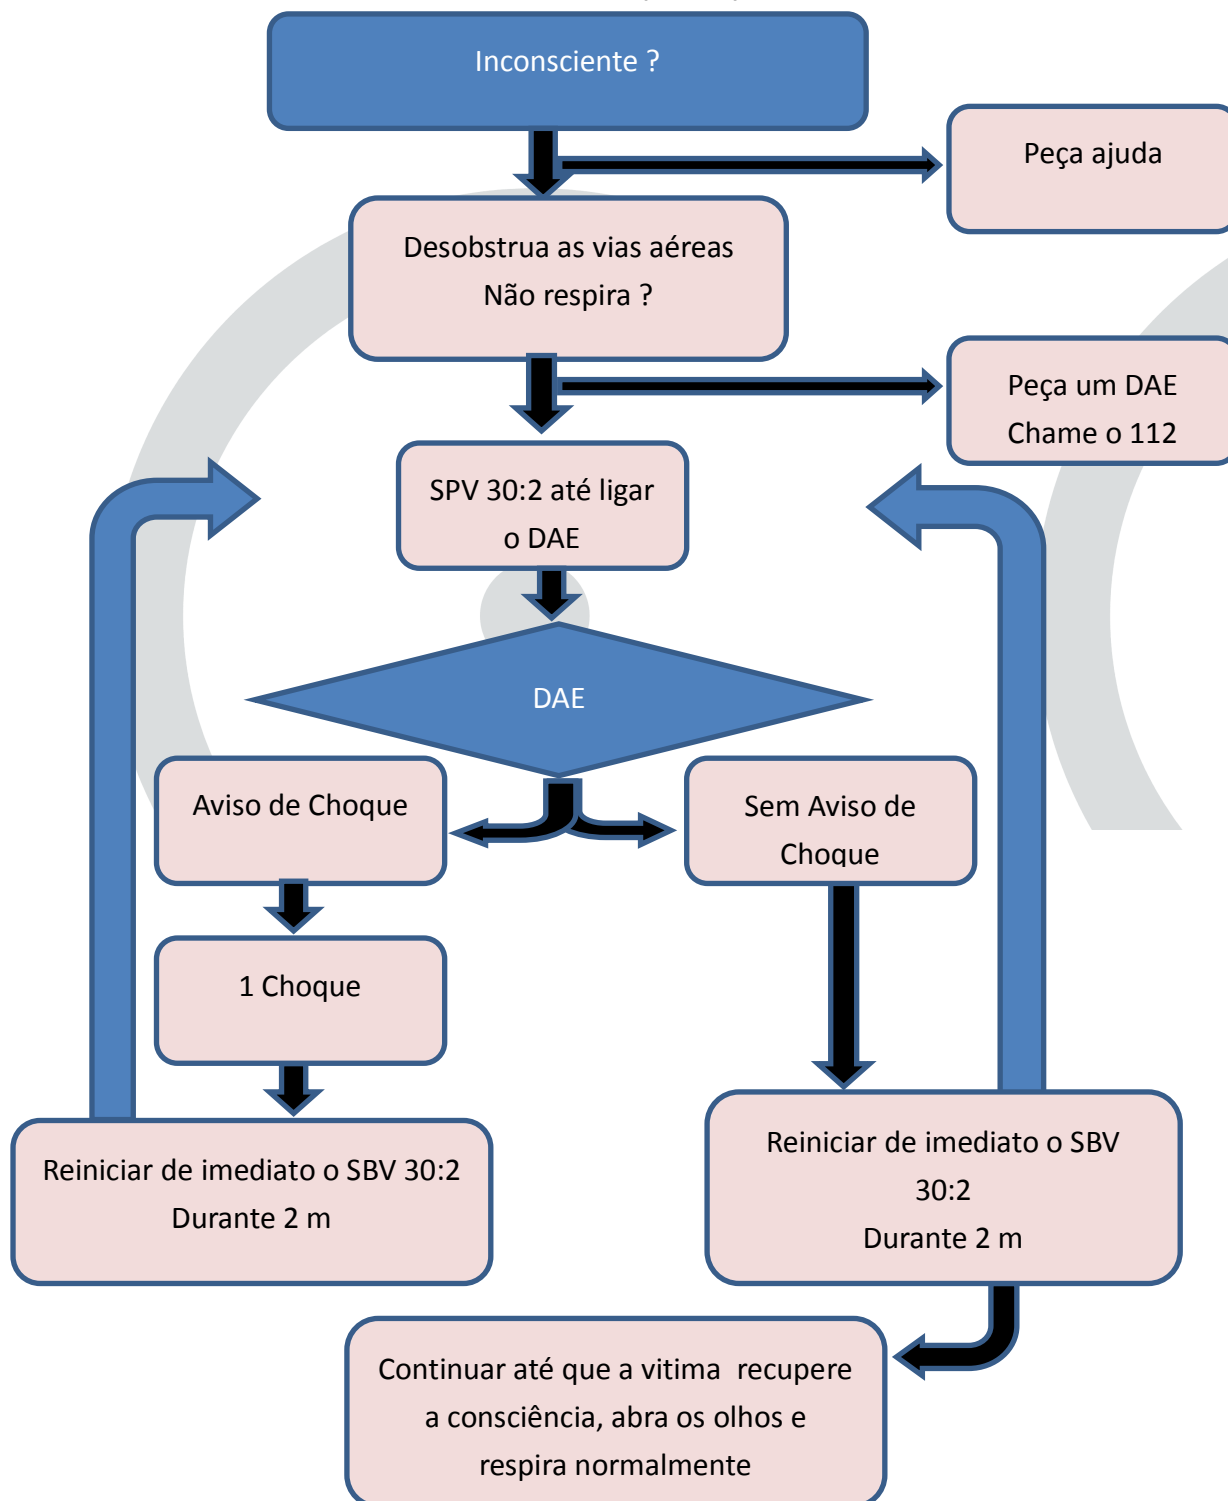 Inconsciente ?
Peça ajuda
Desobstrua as vias aéreas
Não respira ?
Peça um DAE
Chame o 112
SPV 30:2 até ligar
o DAE
DAE
Aviso de Choque
Sem Aviso de
Choque
1 Choque
Reiniciar de imediato o SBV 30:2
Durante 2 m
Reiniciar de imediato o SBV
30:2
Durante 2 m
Continuar até que a vitima  recupere
a consciência, abra os olhos e
respira normalmente